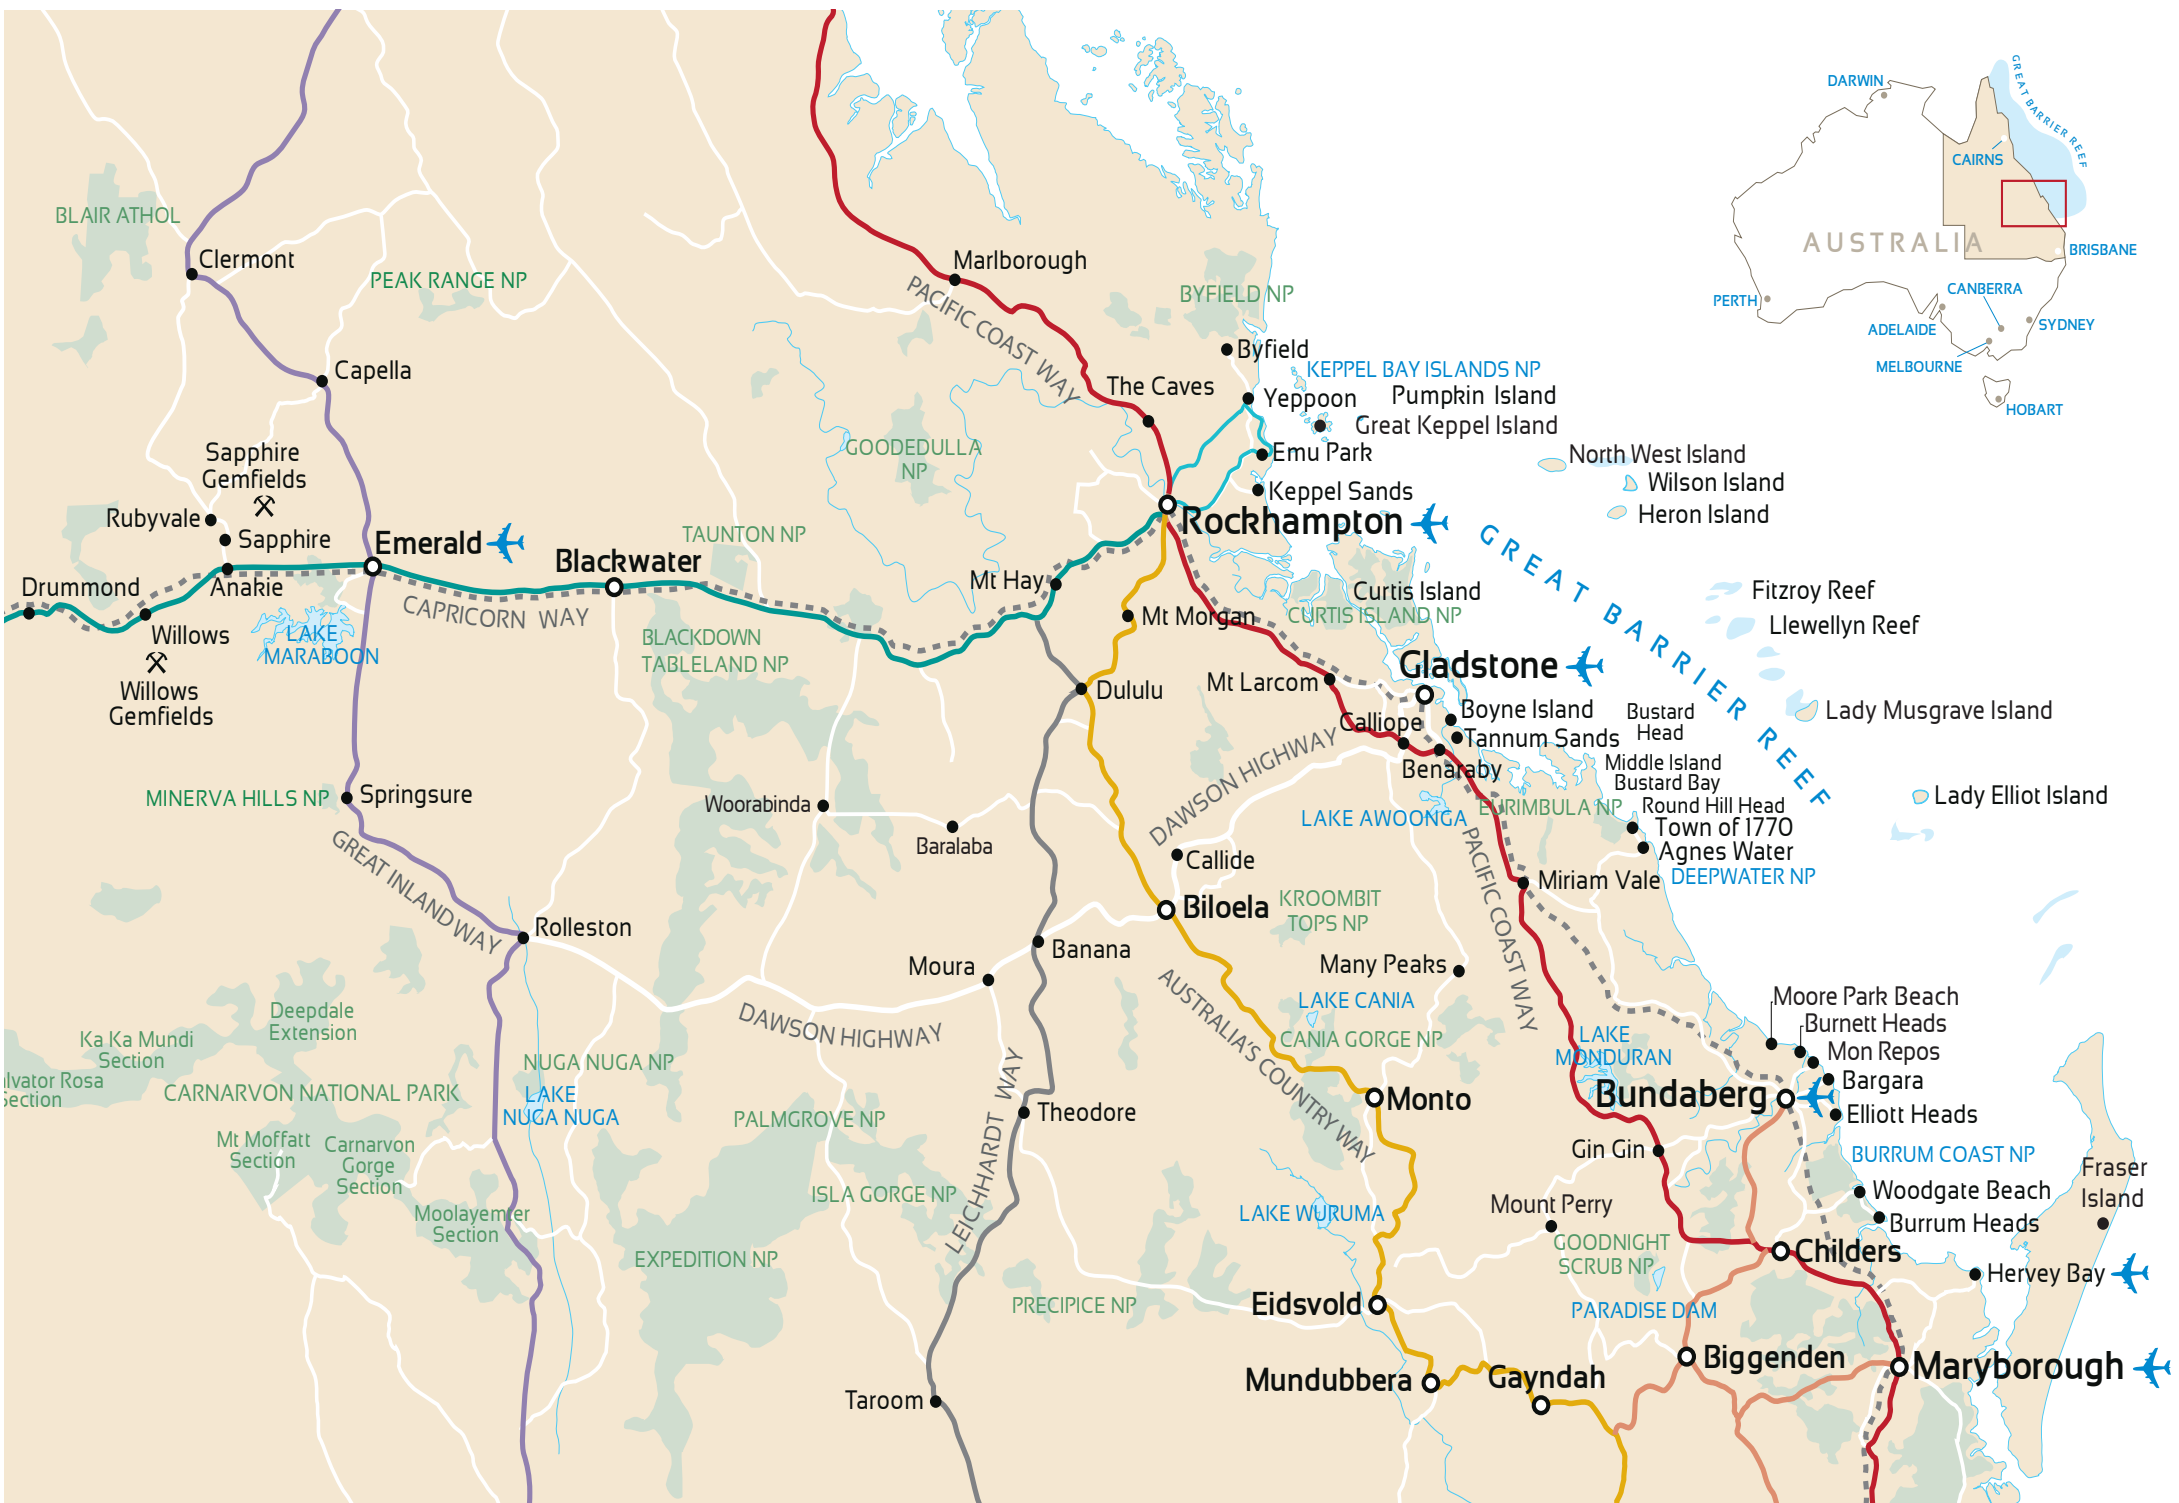 GREAT BARRIER REEF
DARWIN
CAIRNS
AUSTRALIA
BRISBANE
CANBERRA
PERTH
ADELAIDE
SYDNEY
MELBOURNE
HOBART
BLAIR ATHOL
Clermont
PEAK RANGE NP
Marlborough
PACIFIC COAST WAY
BYFIELD NP
Byfield
KEPPEL BAY ISLANDS NP
Capella
The Caves
Yeppoon
Pumpkin Island
Great Keppel Island
Sapphire
Gemfields
GOODEDULLA
NP
Emu Park
North West Island
Wilson Island
Keppel Sands
Heron Island
Rubyvale
Sapphire
Emerald
Rockhampton
TAUNTON NP
Blackwater
GREAT BARRIER REEF
Drummond
Anakie
CAPRICORN WAY
Mt Hay
Curtis Island
CURTIS ISLAND NP
Fitzroy Reef
Llewellyn Reef
Willows
LAKE
MARABOON
BLACKDOWN
TABLELAND NP
Mt Morgan
Willows
Gemfields
Gladstone
Dululu
Mt Larcom
Boyne Island
Bustard
Head
Lady Musgrave Island
Calliope
Tannum Sands
DAWSON HIGHWAY
Benaraby
Middle Island
Bustard Bay
MINERVA HILLS NP
Springsure
Woorabinda
Baralaba
LAKE AWOONGA
EURIMBULA NP
Round Hill Head
Lady Elliot Island
Town of 1770
Agnes Water
DEEPWATER NP
GREAT INLAND WAY
Callide
PACIFIC COAST WAY
Miriam Vale
Biloela
KROOMBIT
TOPS NP
Rolleston
Banana
Moura
Many Peaks
AUSTRALIA'S COUNTRY WAY
LAKE CANIA
Moore Park Beach
Deepdale
Extension
DAWSON HIGHWAY
CANIA GORGE NP
LAKE
MONDURAN
Burnett Heads
Ka Ka Mundi
Section
Mon Repos
NUGA NUGA NP
lvator Rosa
Section
CARNARVON NATIONAL PARK
LAKE
NUGA NUGA
Bargara
Bundaberg
Monto
PALMGROVE NP
LEICHHARDT WAY
Theodore
Elliott Heads
Mt Moffatt
Section
Carnarvon
Gorge
Section
Gin Gin
BURRUM COAST NP
Fraser
Island
ISLA GORGE NP
Woodgate Beach
Moolayember
Section
LAKE WURUMA
Mount Perry
Burrum Heads
EXPEDITION NP
GOODNIGHT
SCRUB NP
Childers
Hervey Bay
PRECIPICE NP
Eidsvold
PARADISE DAM
Biggenden
Maryborough
Mundubbera
Gayndah
Taroom